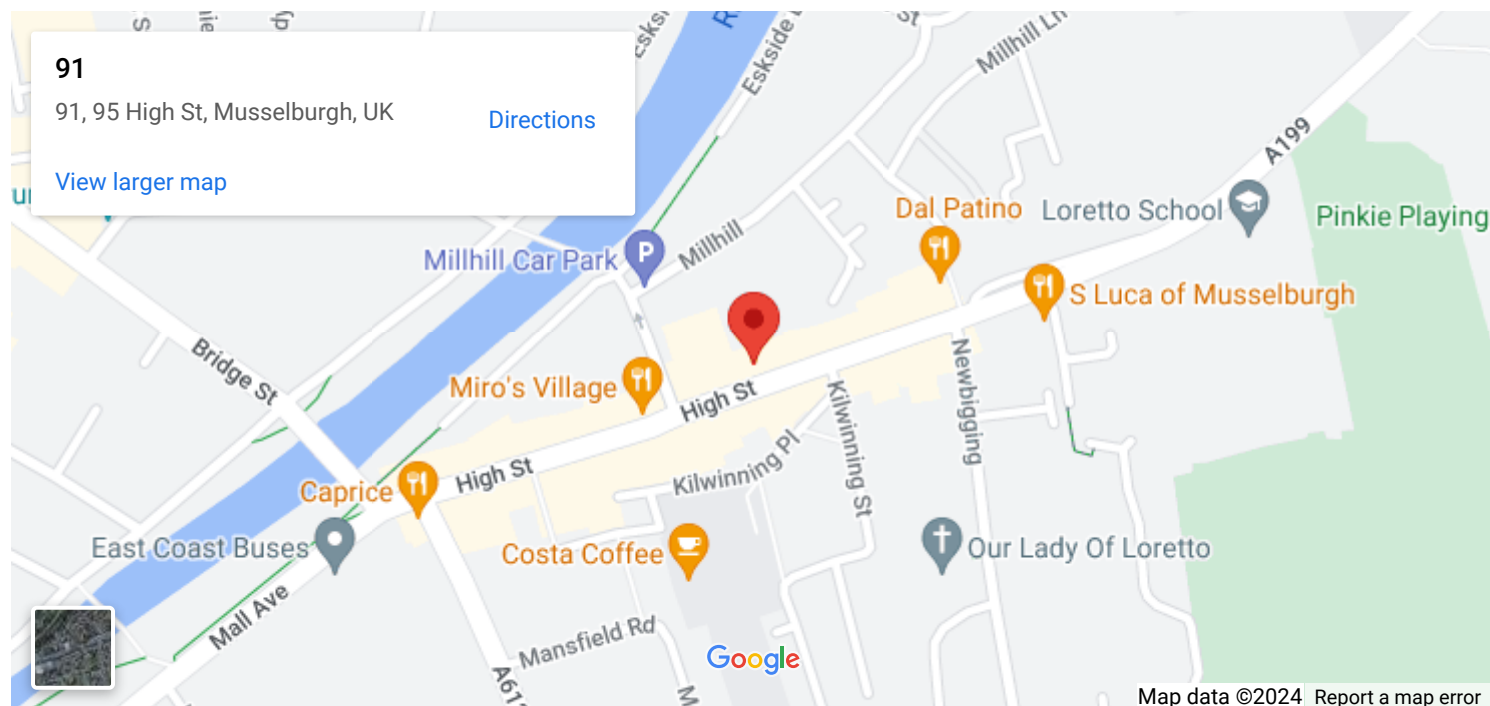 91
91, 95 High St, Musselburgh, UK
Directions
View larger map
Eskside
Millhill Ln
A199
Dal Patino
Loretto School
Pinkie Playing
Millhill Car Park
P
Millhill
S Luca of Musselburgh
Bridge St
Miro's Village
High St
Newbigging
Kilwinning St
Kilwinning Pl
High St
Caprice
East Coast Buses
Costa Coffee
Our Lady Of Loretto
Mall Ave
Mansfield Rd
Google
Map data ©2024
Report a map error